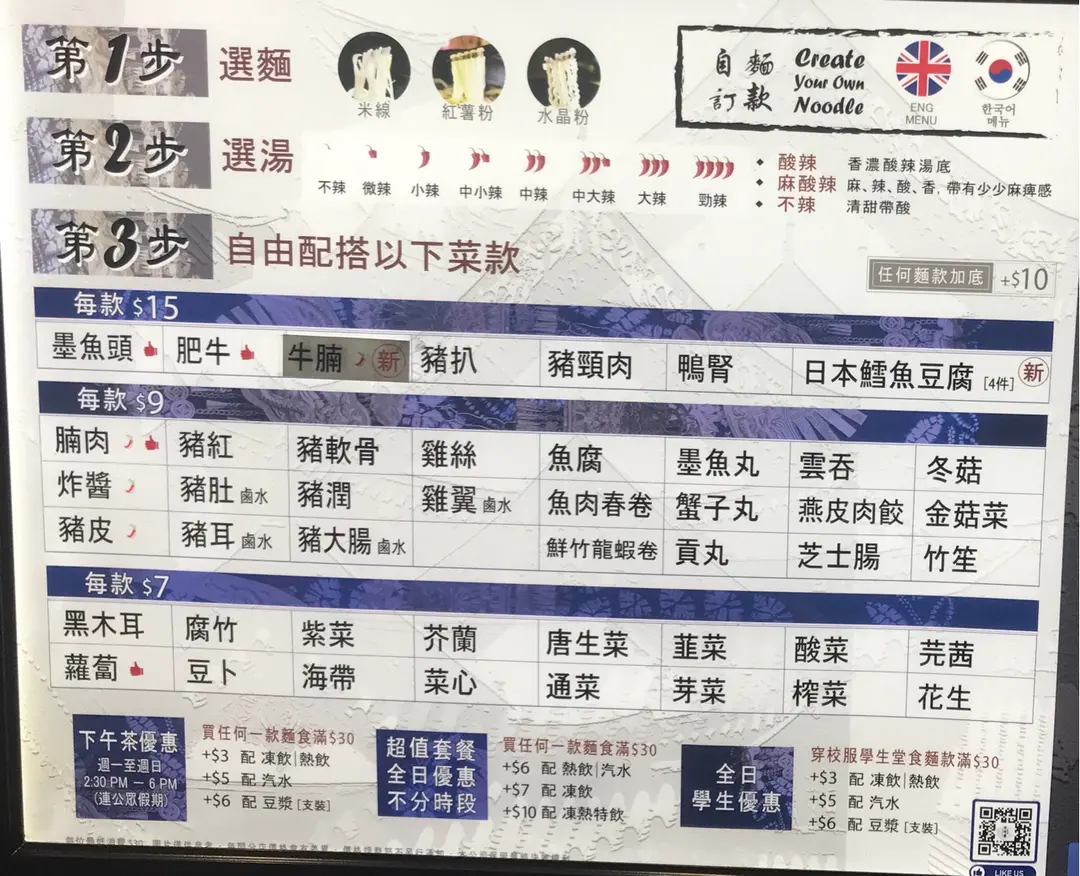 第1步 選麵
米線 紅薯粉 水晶粉
自麵訂款
Create
Your Own
Noodle
ENG
MENU
한국어
메뉴
第2步 選湯
不辣 微辣 小辣 中小辣 中辣 中大辣 大辣 勁辣
酸辣 香濃酸辣湯底
麻酸辣 麻、辣、酸、香, 帶有少少麻痺感
不辣 清甜帶酸
第3步 自由配搭以下菜款
任何麵款加底 +$10
每款 $15
墨魚頭 肥牛 牛腩 新 豬扒 豬頸肉 鴨腎 日本鱈魚豆腐 [4件] 新
每款 $9
腩肉 豬紅 豬軟骨 雞絲 魚腐 墨魚丸 雲吞 冬菇
炸醬 豬肚 鹵水 豬潤 雞翼 鹵水 魚肉春卷 蟹子丸 燕皮肉餃 金菇菜
豬皮 豬耳 鹵水 豬大腸 鹵水 鮮竹龍蝦卷 貢丸 芝士腸 竹笙
每款 $7
黑木耳 腐竹 紫菜 芥蘭 唐生菜 韮菜 酸菜 芫茜
蘿蔔 豆卜 海帶 菜心 通菜 芽菜 榨菜 花生
下午茶優惠
週一至週日
2:30 PM — 6 PM
(連公眾假期)
買任何一款麵食滿$30
+$3 配 凍飲|熱飲
+$5 配 汽水
+$6 配 豆漿 [支裝]
超值套餐
全日優惠
不分時段
買任何一款麵食滿$30
+$6 配 熱飲|汽水
+$7 配 凍飲
+$10 配 凍熱特飲
全日
學生優惠
穿校服學生堂食麵款滿$30
+$3 配 凍飲|熱飲
+$5 配 汽水
+$6 配 豆漿 [支裝]
LIKE US